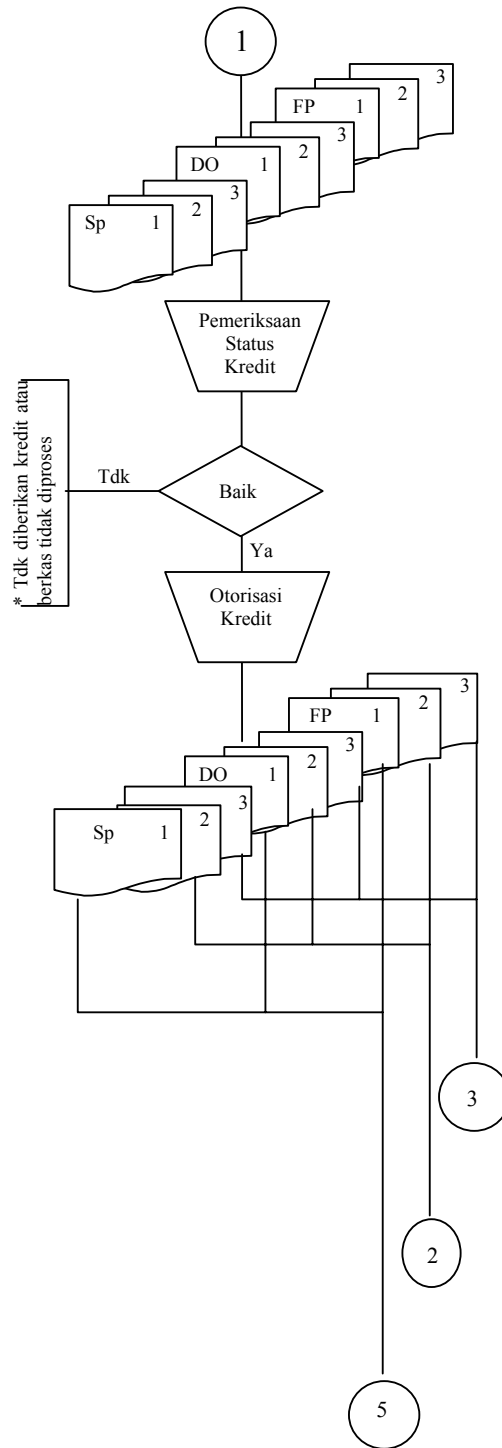 1
3
2
FP 1
3
2
DO 1
3
2
Sp 1
Pemeriksaan
Status
Kredit
* Tdk diberikan kredit atau
berkas tidak diproses
Tdk
Baik
Ya
Otorisasi
Kredit
3
2
FP 1
3
2
DO 1
3
2
Sp 1
3
2
5